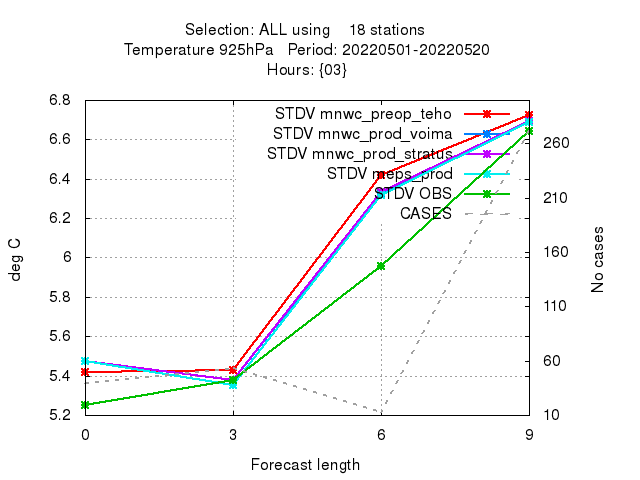 Selection: ALL using 18 stations
Temperature 925hPa Period: 20220501-20220520
Hours: {03}
STDV mnwc_preop_teho
STDV mnwc_prod_voima
STDV mnwc_prod_stratus
STDV meps_prod
STDV OBS
CASES
6.8
6.6
6.4
6.2
6
5.8
5.6
5.4
5.2
deg C
260
210
160
110
60
10
No cases
0 3 6 9
Forecast length